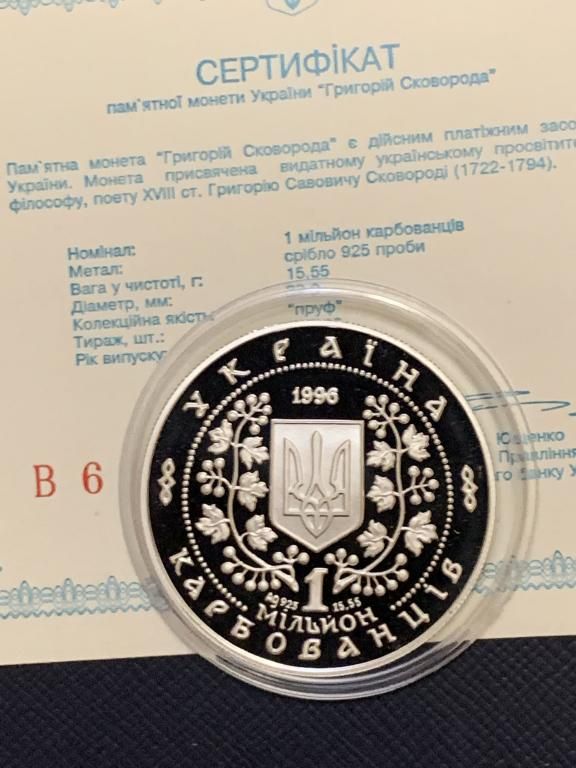 СЕРТИФІКАТ
пам`ятної монети України "Григорій Сковорода"
Пам`ятна монета "Григорій Сковорода" є дійсним платіжним засо
України. Монета присвячена видатному українському просвітите
філософу, поету XVIII ст. Григорію Савовичу Сковороді (1722-1794).
Номінал: 1 мільйон карбованців
Метал: срібло 925 проби
Вага у чистоті, г: 15,55
Діаметр, мм:
Колекційна якість "пруф"
Тираж, шт.:
Рік випуску:
Ющенко
Правління
го банку У
В 6
УКРАЇНА
1996
Ag 925 15,55
1
МІЛЬЙОН
КАРБОВАНЦІВ